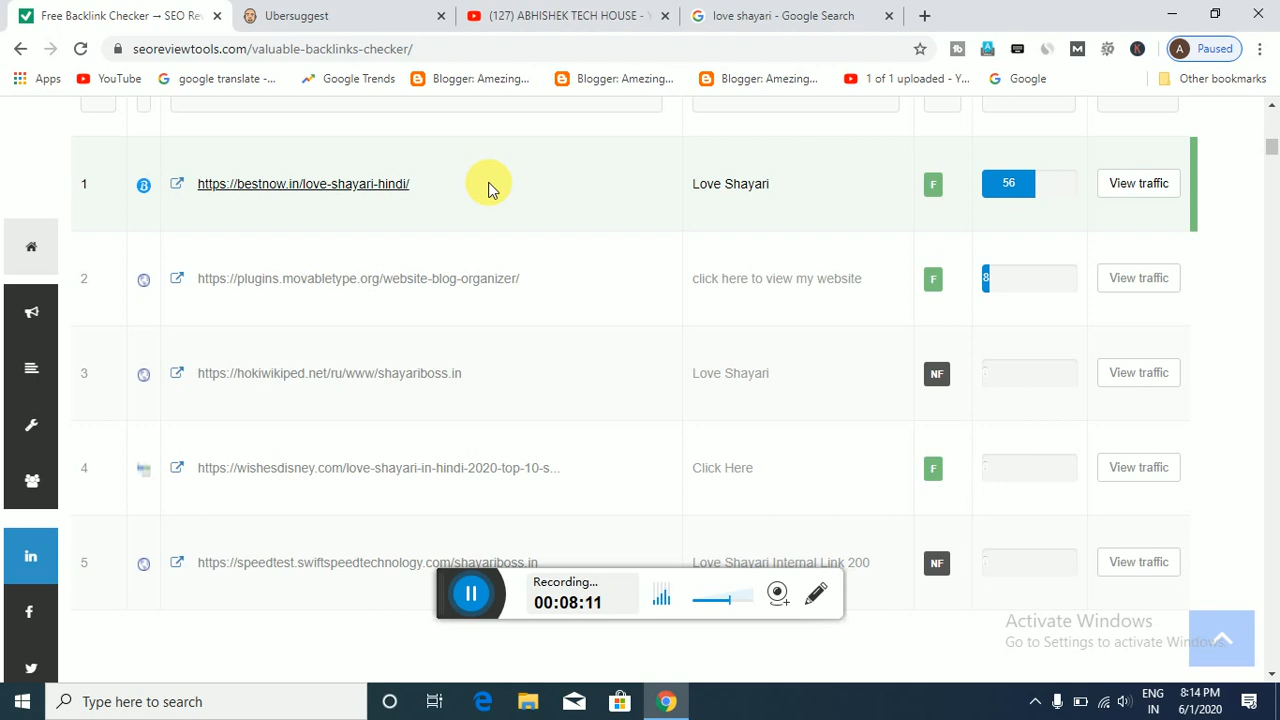 Free Backlink Checker → SEO Rev
Ubersuggest
(127) ABHISHEK TECH HOUSE - Y
love shayari - Google Search
seoreviewtools.com/valuable-backlinks-checker/
A Paused
Apps
YouTube
google translate -...
Google Trends
Blogger: Amezing...
Blogger: Amezing...
Blogger: Amezing...
1 of 1 uploaded - Y...
Google
Other bookmarks
1
https://bestnow.in/love-shayari-hindi/
Love Shayari
F
56
View traffic
2
https://plugins.movabletype.org/website-blog-organizer/
click here to view my website
F
8
View traffic
3
https://hokiwikiped.net/ru/www/shayariboss.in
Love Shayari
NF
View traffic
4
https://wishesdisney.com/love-shayari-in-hindi-2020-top-10-s...
Click Here
F
View traffic
5
https://speedtest.swiftspeedtechnology.com/shayariboss.in
Love Shayari Internal Link 200
NF
View traffic
Recording...
00:08:11
Activate Windows
Go to Settings to activate Windows.
Type here to search
ENG
IN
8:14 PM
6/1/2020